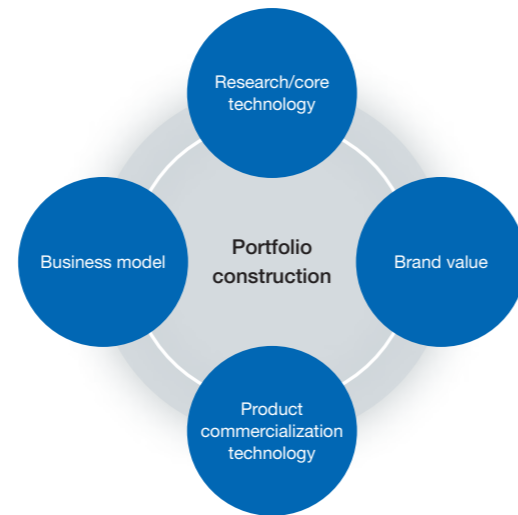 Research/core
technology
Business model
Portfolio
construction
Brand value
Product
commercialization
technology